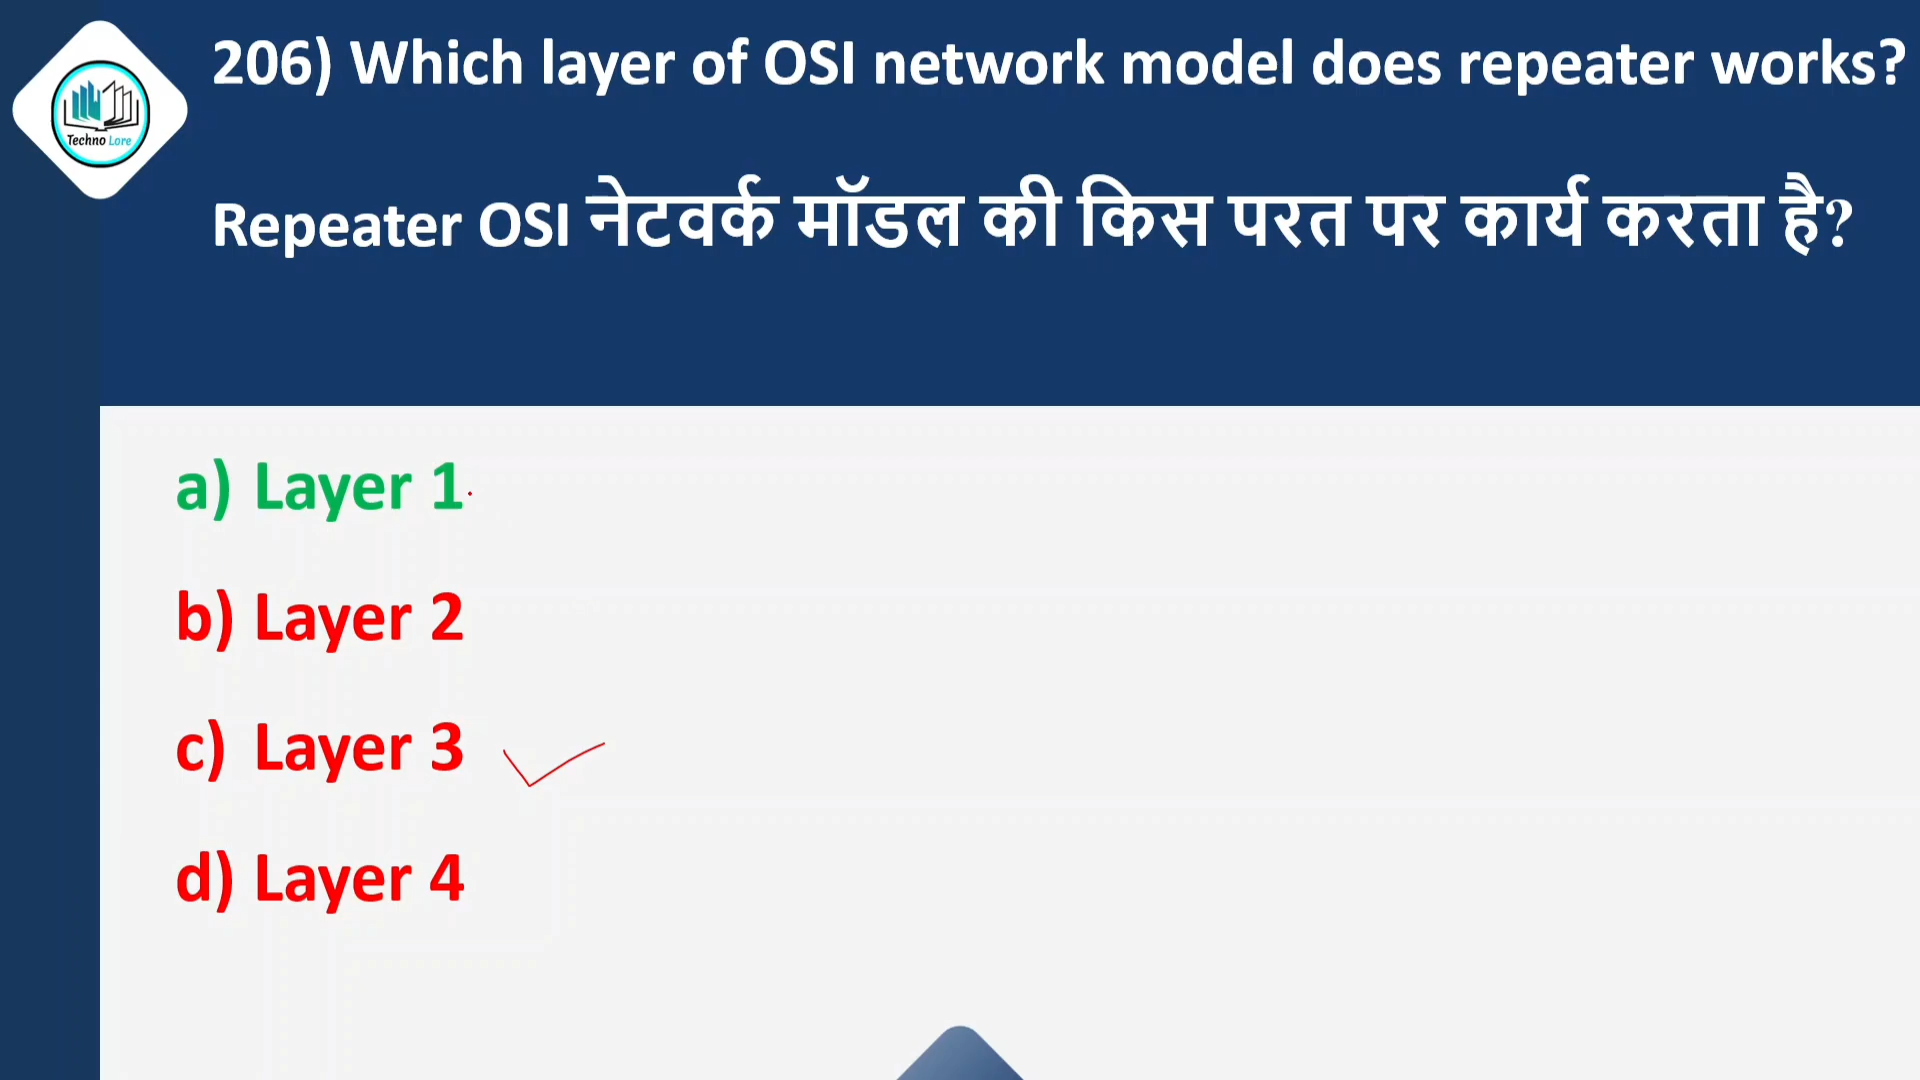 206) Which layer of OSI network model does repeater works?
Techno Lore
Repeater OSI नेटवर्क मॉडल की किस परत पर कार्य करता है?
a) Layer 1
b) Layer 2
c) Layer 3
d) Layer 4